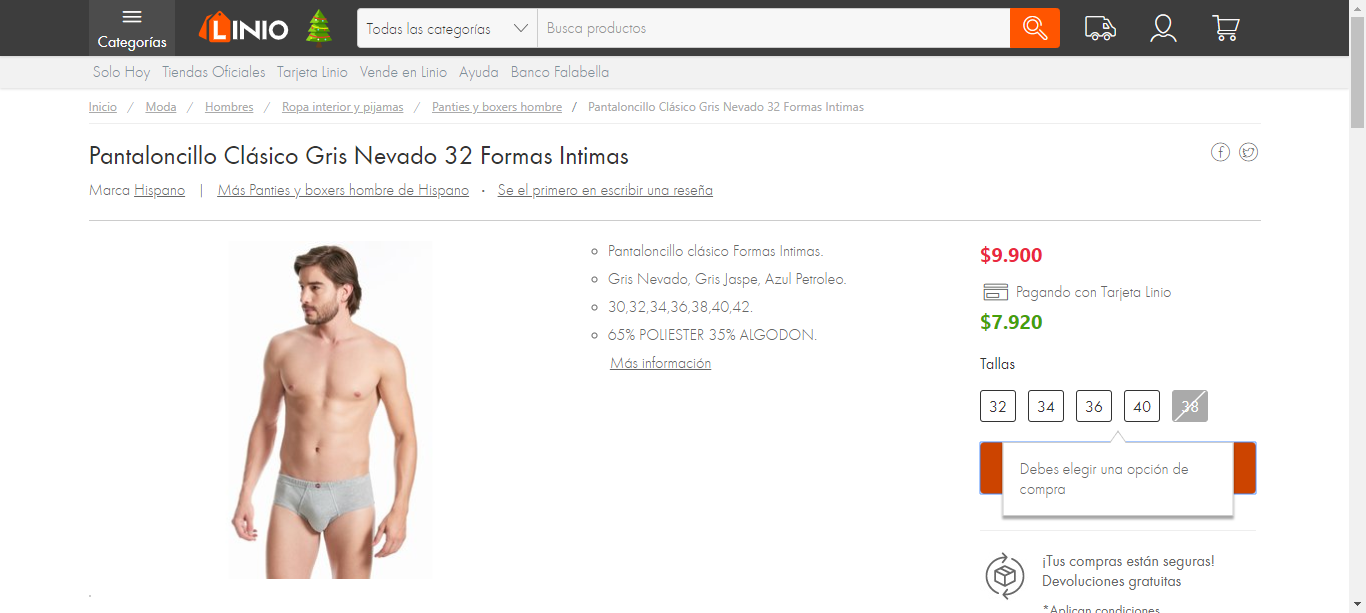 Categorías
LINIO
Todas las categorías
Busca productos
Solo Hoy Tiendas Oficiales Tarjeta Linio Vende en Linio Ayuda Banco Falabella
Inicio / Moda / Hombres / Ropa interior y pijamas / Panties y boxers hombre / Pantaloncillo Clásico Gris Nevado 32 Formas Intimas
Pantaloncillo Clásico Gris Nevado 32 Formas Intimas
Marca Hispano | Más Panties y boxers hombre de Hispano · Se el primero en escribir una reseña
Pantaloncillo clásico Formas Intimas.
Gris Nevado, Gris Jaspe, Azul Petroleo.
30,32,34,36,38,40,42.
65% POLIESTER 35% ALGODON.
Más información
$9.900
Pagando con Tarjeta Linio
$7.920
Tallas
32 34 36 40 38
Debes elegir una opción de
compra
¡Tus compras están seguras!
Devoluciones gratuitas
*Aplican condiciones